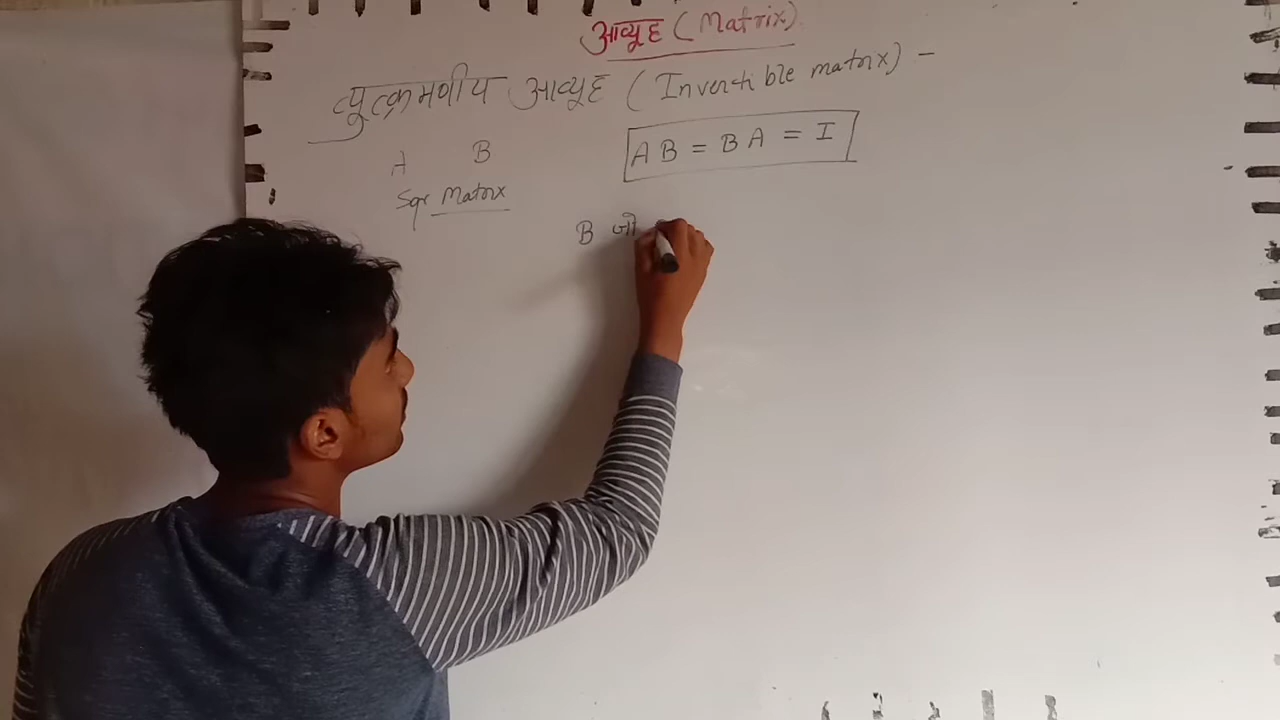 आव्यूह (Matrix)
व्युत्क्रमणीय आव्यूह (Invertible matrix) -
A B
AB = BA = I
Sqr Matrix
B जो